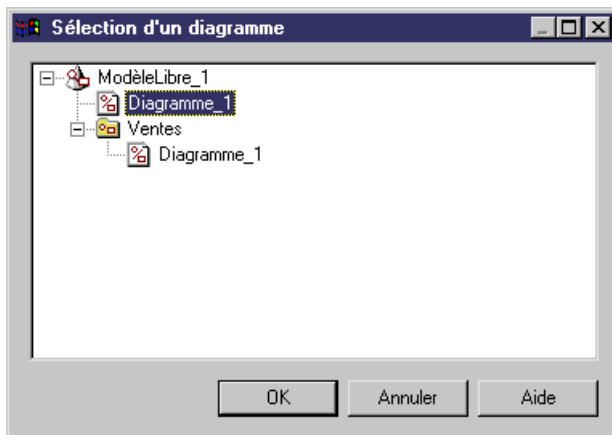 Sélection d'un diagramme
ModèleLibre_1
Diagramme_1
Ventes
Diagramme_1
OK Annuler Aide